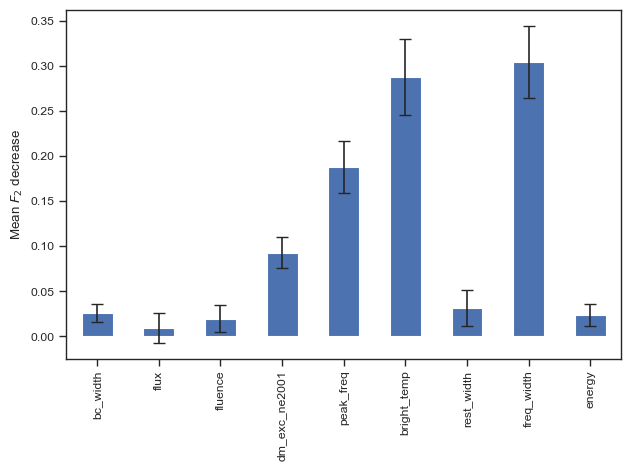 0.35
0.30
0.25
0.20
0.15
0.10
0.05
0.00
Mean F₂ decrease
bc_width
flux
fluence
dm_exc_ne2001
peak_freq
bright_temp
rest_width
freq_width
energy